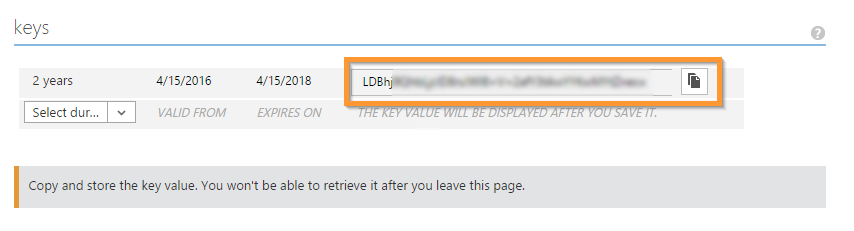 keys
?
2 years 4/15/2016 4/15/2018 LDBhj
Select dur... VALID FROM EXPIRES ON THE KEY VALUE WILL BE DISPLAYED AFTER YOU SAVE IT.
Copy and store the key value. You won't be able to retrieve it after you leave this page.